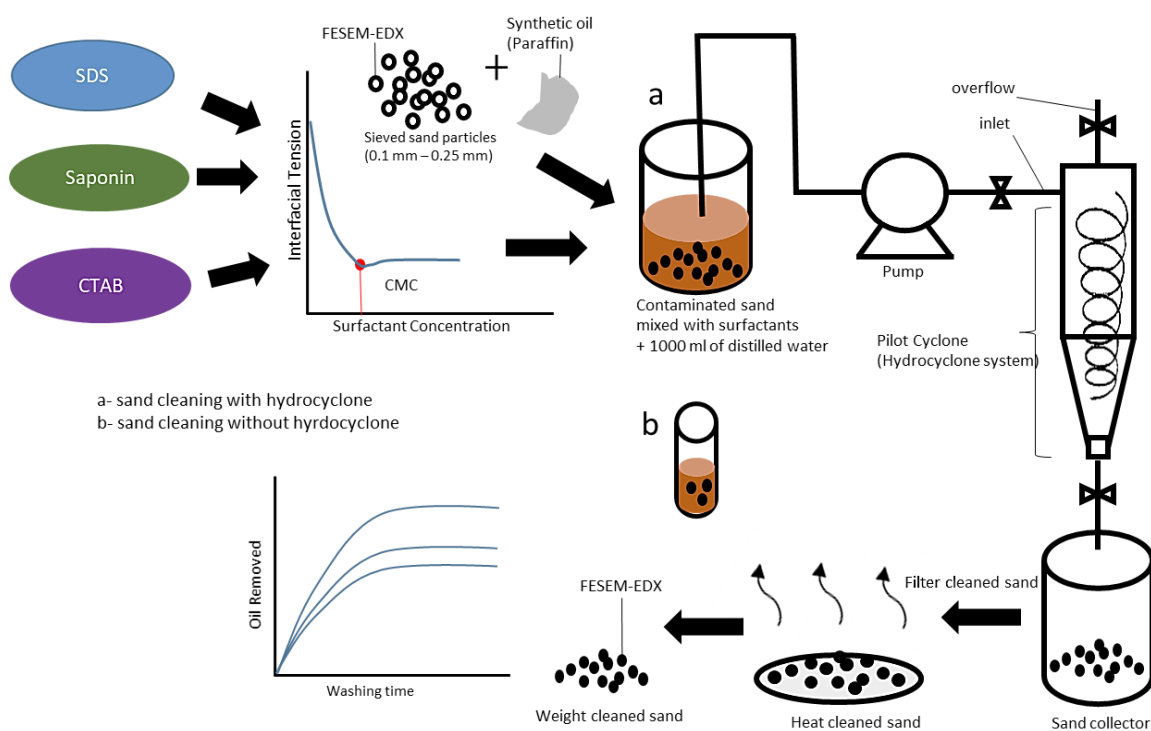 SDS
Saponin
CTAB
FESEM-EDX
+
Synthetic oil
(Paraffin)
Sieved sand particles
(0.1 mm – 0.25 mm)
Interfacial Tension
CMC
Surfactant Concentration
a
Contaminated sand
mixed with surfactants
+ 1000 ml of distilled water
Pump
overflow
inlet
Pilot Cyclone
(Hydrocyclone system)
a- sand cleaning with hydroclone
b- sand cleaning without hyrdocyclone
b
Oil Removed
Washing time
FESEM-EDX
Weight cleaned sand
Heat cleaned sand
Filter cleaned sand
Sand collector